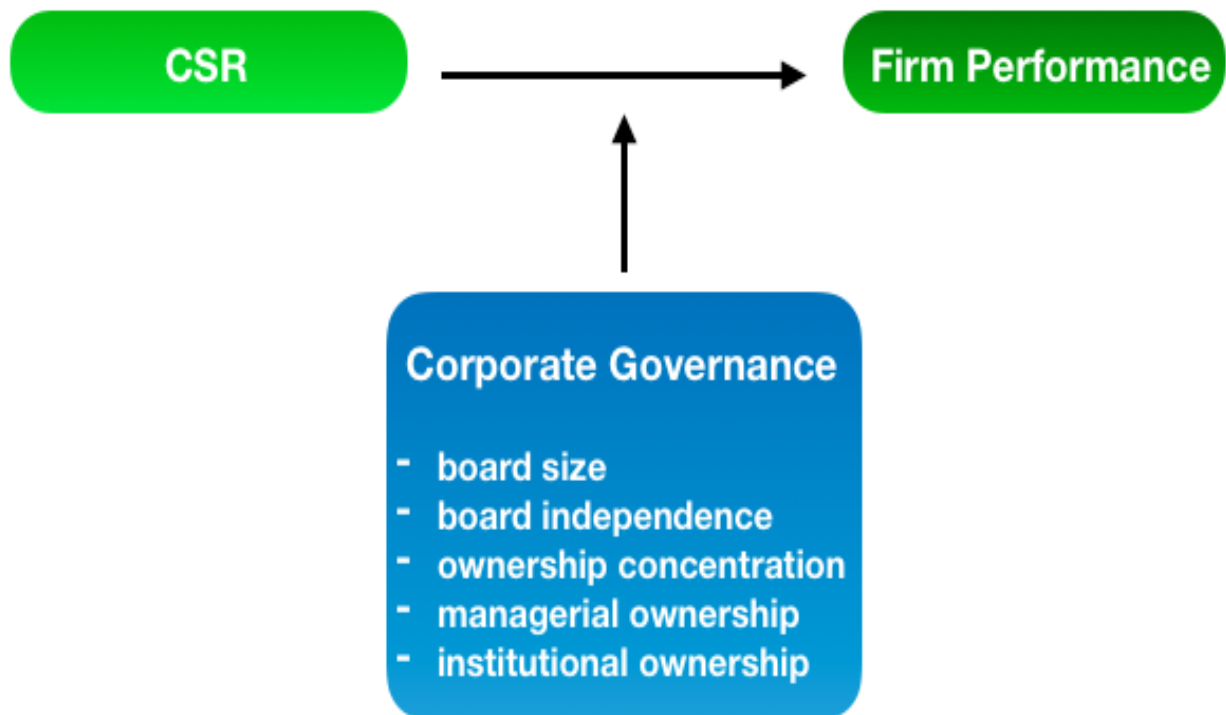 CSR
Firm Performance
Corporate Governance
- board size
- board independence
- ownership concentration
- managerial ownership
- institutional ownership